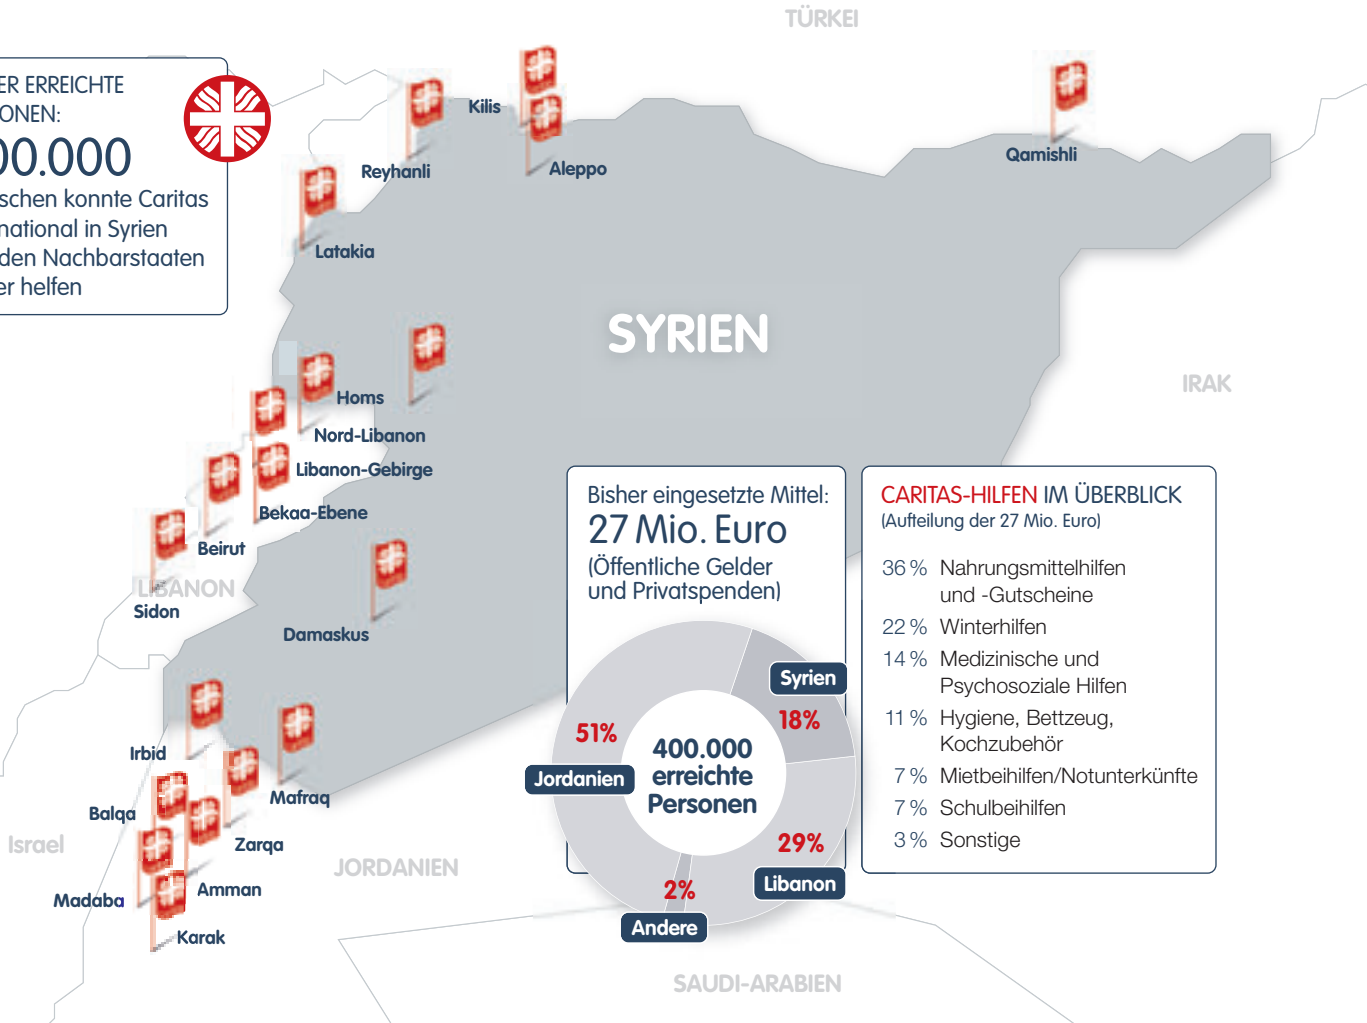 TÜRKEI
ER ERREICHTE
ONEN:
00.000
schen konnte Caritas
national in Syrien
den Nachbarstaaten
er helfen
Kilis
Reyhanli
Aleppo
Qamishli
Latakia
SYRIEN
IRAK
Homs
Nord-Libanon
Libanon-Gebirge
Bekaa-Ebene
Beirut
LIBANON
Sidon
Damaskus
Irbid
Mafraq
Balqa
Zarqa
Israel
JORDANIEN
Amman
Madaba
Karak
SAUDI-ARABIEN
Bisher eingesetzte Mittel:
27 Mio. Euro
(Öffentliche Gelder
und Privatspenden)
Syrien
18%
51%
Jordanien
400.000
erreichte
Personen
29%
Libanon
2%
Andere
CARITAS-HILFEN IM ÜBERBLICK
(Aufteilung der 27 Mio. Euro)
36 % Nahrungsmittelhilfen
und -Gutscheine
22 % Winterhilfen
14 % Medizinische und
Psychosoziale Hilfen
11 % Hygiene, Bettzeug,
Kochzubehör
7 % Mietbeihilfen/Notunterkünfte
7 % Schulbeihilfen
3 % Sonstige